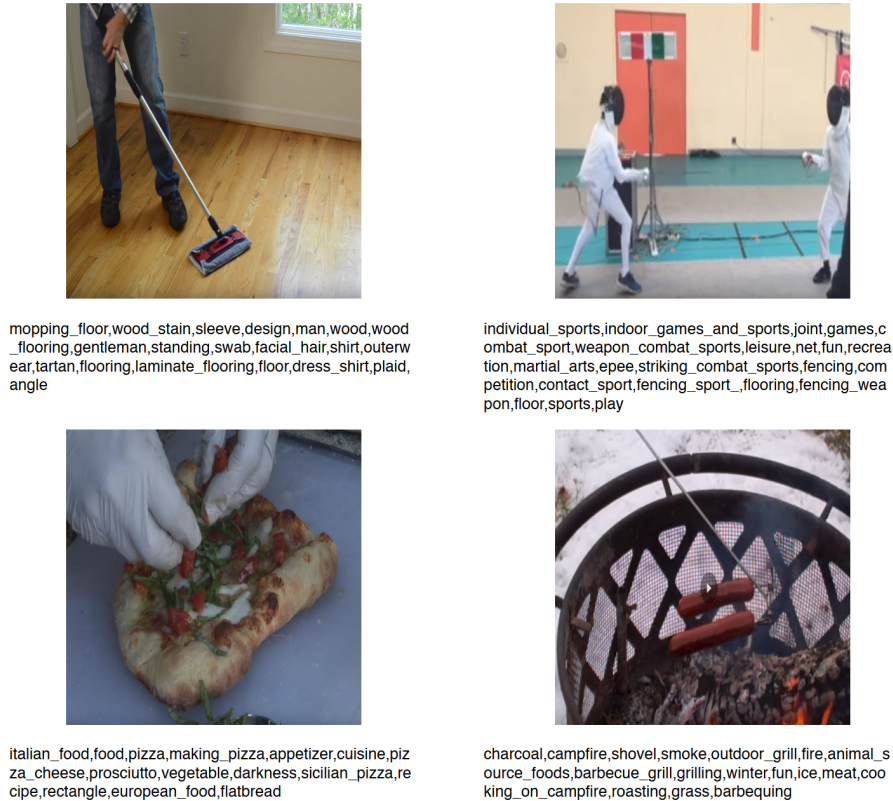 mopping_floor,wood_stain,sleeve,design,man,wood,wood
_flooring,gentleman,standing,swab,facial_hair,shirt,outerw
ear,tartan,flooring,laminate_flooring,floor,dress_shirt,plaid,
angle
individual_sports,indoor_games_and_sports,joint,games,c
ombat_sport,weapon_combat_sports,leisure,net,fun,recrea
tion,martial_arts,epee,striking_combat_sports,fencing,com
petition,contact_sport,fencing_sport_,flooring,fencing_wea
pon,floor,sports,play
italian_food,food,pizza,making_pizza,appetizer,cuisine,piz
za_cheese,prosciutto,vegetable,darkness,sicilian_pizza,re
cipe,rectangle,european_food,flatbread
charcoal,campfire,shovel,smoke,outdoor_grill,fire,animal_s
ource_foods,barbecue_grill,grilling,winter,fun,ice,meat,coo
king_on_campfire,roasting,grass,barbequing